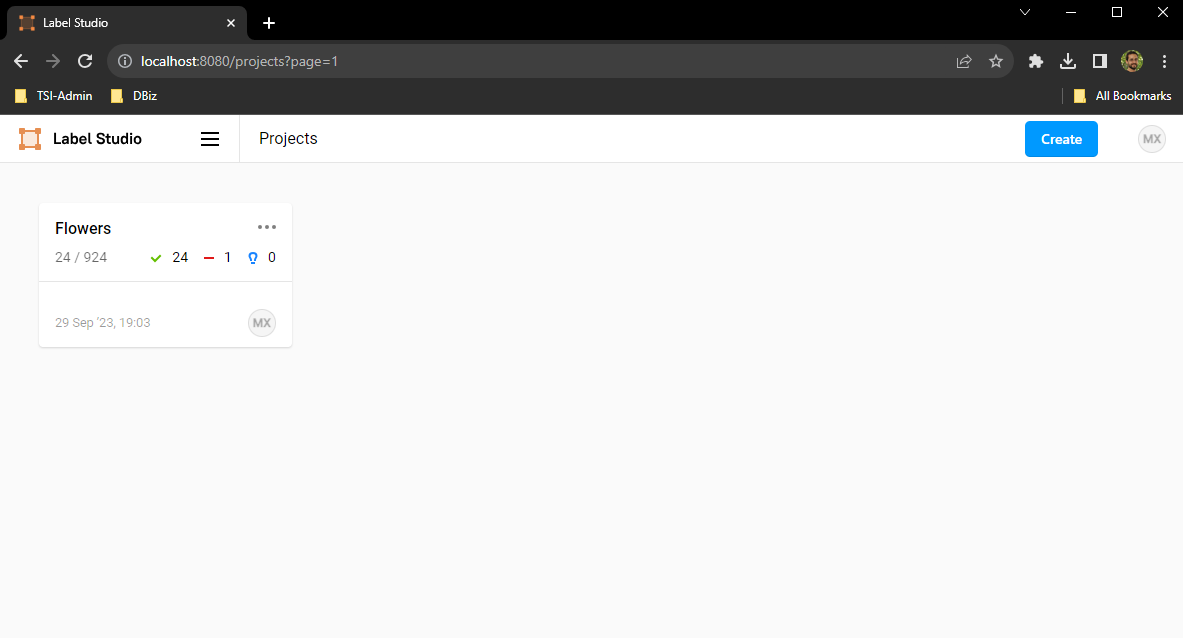 Label Studio
localhost:8080/projects?page=1
TSI-Admin DBiz All Bookmarks
Label Studio Projects Create MX
Flowers
24 / 924 24 1 0
29 Sep '23, 19:03 MX